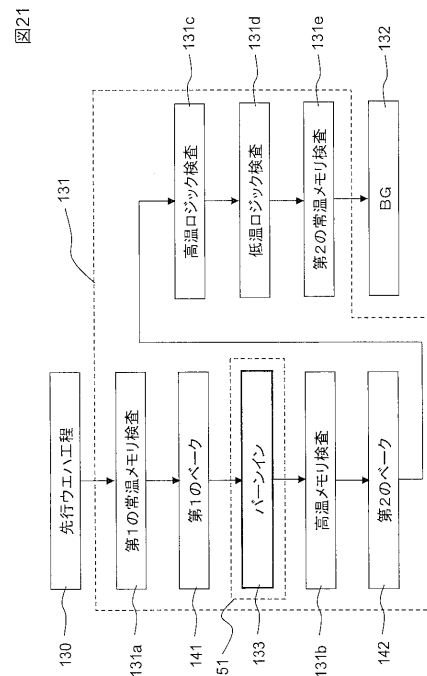 図21
130
先行ウエハ工程
131
131a
第1の常温メモリ検査
141
第1のベーク
51
133
バーンイン
131b
高温メモリ検査
142
第2のベーク
高温ロジック検査
131c
低温ロジック検査
131d
第2の常温メモリ検査
131e
BG
132